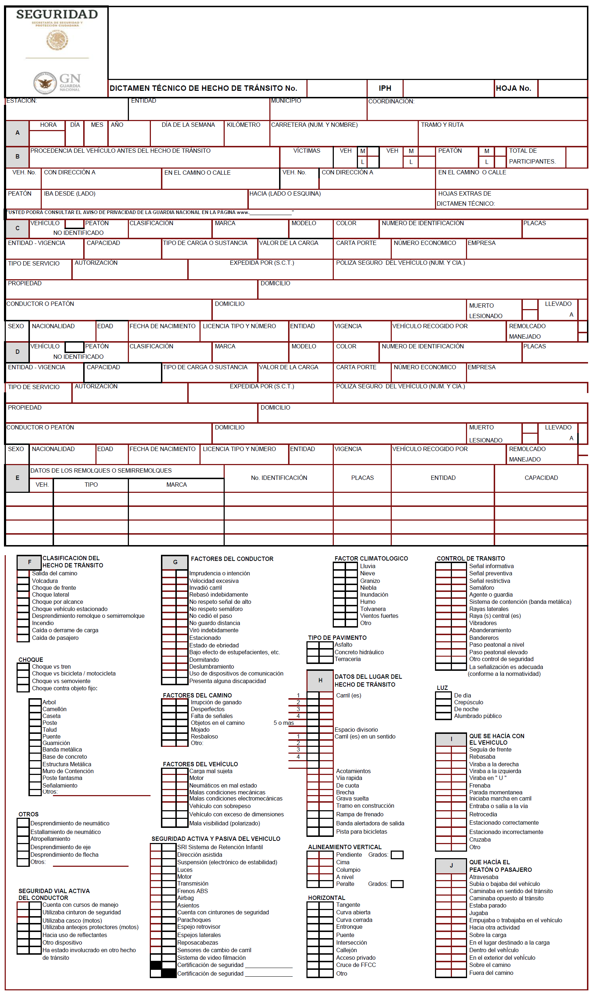 SEGURIDAD
SECRETARÍA DE SEGURIDAD Y
PROTECCIÓN CIUDADANA
GN
GUARDIA
NACIONAL
DICTAMEN TÉCNICO DE HECHO DE TRÁNSITO No. IPH HOJA No.
ESTACIÓN: ENTIDAD MUNICIPIO COORDINACIÓN:
A HORA DÍA MES AÑO DÍA DE LA SEMANA KILÓMETRO CARRETERA (NUM. Y NOMBRE) TRAMO Y RUTA
B PROCEDENCIA DEL VEHÍCULO ANTES DEL HECHO DE TRÁNSITO VÍCTIMAS VEH M VEH M PEATÓN M TOTAL DE
L L L PARTICIPANTES.
VEH. No. CON DIRECCIÓN A EN EL CAMINO O CALLE VEH. No. CON DIRECCIÓN A EN EL CAMINO O CALLE
PEATÓN IBA DESDE (LADO) HACIA (LADO O ESQUINA) HOJAS EXTRAS DE
DICTAMEN TÉCNICO:
"USTED PODRÁ CONSULTAR EL AVISO DE PRIVACIDAD DE LA GUARDIA NACIONAL EN LA PÁGINA www.________________"
C VEHÍCULO PEATÓN CLASIFICACIÓN MARCA MODELO COLOR NUMERO DE IDENTIFICACIÓN PLACAS
NO IDENTIFICADO
ENTIDAD - VIGENCIA CAPACIDAD TIPO DE CARGA O SUSTANCIA VALOR DE LA CARGA CARTA PORTE NÚMERO ECONOMICO EMPRESA
TIPO DE SERVICIO AUTORIZACIÓN EXPEDIDA POR (S.C.T.) PÓLIZA SEGURO DEL VEHÍCULO (NUM. Y CIA.)
PROPIEDAD DOMICILIO
CONDUCTOR O PEATÓN DOMICILIO MUERTO LLEVADO
LESIONADO A
SEXO NACIONALIDAD EDAD FECHA DE NACIMIENTO LICENCIA TIPO Y NÚMERO ENTIDAD VIGENCIA VEHÍCULO RECOGIDO POR REMOLCADO
MANEJADO
D VEHÍCULO PEATÓN CLASIFICACIÓN MARCA MODELO COLOR NUMERO DE IDENTIFICACIÓN PLACAS
NO IDENTIFICADO
ENTIDAD - VIGENCIA CAPACIDAD TIPO DE CARGA O SUSTANCIA VALOR DE LA CARGA CARTA PORTE NÚMERO ECONOMICO EMPRESA
TIPO DE SERVICIO AUTORIZACIÓN EXPEDIDA POR (S.C.T.) PÓLIZA SEGURO DEL VEHÍCULO (NUM. Y CIA.)
PROPIEDAD DOMICILIO
CONDUCTOR O PEATÓN DOMICILIO MUERTO LLEVADO
LESIONADO A
SEXO NACIONALIDAD EDAD FECHA DE NACIMIENTO LICENCIA TIPO Y NÚMERO ENTIDAD VIGENCIA VEHÍCULO RECOGIDO POR REMOLCADO
MANEJADO
E DATOS DE LOS REMOLQUES O SEMIRREMOLQUES No. IDENTIFICACIÓN PLACAS ENTIDAD CAPACIDAD
VEH. TIPO MARCA
F CLASIFICACIÓN DEL
HECHO DE TRÁNSITO
Salida del camino
Volcadura
Choque de frente
Choque lateral
Choque por alcance
Choque vehículo estacionado
Desprendimiento remolque o semirremolque
Incendio
Caída o derrame de carga
Caída de pasajero
CHOQUE
Choque vs tren
Choque vs bicicleta / motocicleta
Choque vs semoviente
Choque contra objeto fijo:
Arbol
Camellón
Caseta
Poste
Talud
Puente
Guarnición
Banda metálica
Base de concreto
Estructura Metálica
Muro de Contención
Poste fantasma
Señalamiento
Otros:
OTROS
Desprendimiento de neumático
Estallamiento de neumático
Atropellamiento
Desprendimiento de eje
Desprendimiento de flecha
Otros:
SEGURIDAD VIAL ACTIVA
DEL CONDUCTOR
Cuenta con cursos de manejo
Utilizaba cinturon de seguridad
Utilizaba casco (motos)
Utilizaba anteojos protectores (motos)
Hacia uso de reflectantes
Otro dispositivo
Ha estado involucrado en otro hecho
de tránsito
G FACTORES DEL CONDUCTOR
Imprudencia o intención
Velocidad excesiva
Invadió carril
Rebasó indebidamente
No respeto señal de alto
No respeto semáforo
No cedió el paso
No guardo distancia
Viró indebidamente
Estacionado
Estado de ebriedad
Bajo efecto de estupefacientes, etc.
Dormitando
Deslumbramiento
Uso de dispositivos de comunicación
Presenta alguna discapacidad
FACTORES DEL CAMINO
Irrupción de ganado
Desperfectos
Falta de señales
Objetos en el camino
Mojado
Resbaloso
Otro:
FACTORES DEL VEHÍCULO
Carga mal sujeta
Motor
Neumáticos en mal estado
Malas condiciones mecánicas
Malas condiciones electromecánicas
Vehículo con sobrepeso
Vehículo con exceso de dimensiones
Mala visibilidad (polarizado)
SEGURIDAD ACTIVA Y PASIVA DEL VEHICULO
SRI Sistema de Retención Infantil
Dirección asistida
Suspensión (electrónico de estabilidad)
Luces
Motor
Transmisión
Frenos ABS
Airbag
Asientos
Cuenta con cinturones de seguridad
Parachoques
Espejo retrovisor
Espejos laterales
Reposacabezas
Sensores de cambio de carril
Sistema de video filmación
Certificación de seguridad _______________
Certificación de seguridad _______________
FACTOR CLIMATOLOGICO
Lluvia
Nieve
Granizo
Niebla
Inundación
Humo
Tolvanera
Vientos fuertes
Otro
TIPO DE PAVIMENTO
Asfalto
Concreto hidráulico
Terracería
H DATOS DEL LUGAR DEL
HECHO DE TRÁNSITO
1 Carril (es)
2
3
4
5 o mas
Espacio divisorio
1 Carril (es) en un sentido
2
3
4
Acotamientos
Vía rapida
De cuota
Brecha
Grava suelta
Tramo en construcción
Rampa de frenado
Banda alertadora de salida
Pista para bicicletas
ALINEAMIENTO VERTICAL
Pendiente Grados:
Cima
Columpio
A nivel
Peralte Grados:
HORIZONTAL
Tangente
Curva abierta
Curva cerrada
Entronque
Puente
Intersección
Callejón
Acceso privado
Cruce de FFCC
Otro
CONTROL DE TRANSITO
Señal informativa
Señal preventiva
Señal restrictiva
Semáforo
Agente o guardia
Sistema de contención (banda metálica)
Rayas laterales
Raya (s) central (es)
Vibradores
Abanderamiento
Bandereros
Paso peatonal a nivel
Paso peatonal elevado
Otro control de seguridad
La señalización es adecuada
(conforme a la normatividad)
LUZ
De día
Crepúsculo
De noche
Alumbrado pùblico
I QUE SE HACÍA CON
EL VEHICULO
Seguía de frente
Rebasaba
Viraba a la derecha
Viraba a la izquierda
Viraba en " U "
Frenaba
Parada momentanea
Iniciaba marcha en carril
Entraba o salía a la vía
Retrocedía
Estacionado correctamente
Estacionado incorrectamente
Cruzaba
Otro
J QUE HACÍA EL
PEATÓN O PASAJERO
Atravesaba
Subía o bajaba del vehículo
Caminaba en sentido del tránsito
Caminaba opuesto al tránsito
Estaba parado
Jugaba
Empujaba o trabajaba en el vehículo
Hacia otra actividad
Sobre la carga
En el lugar destinado a la carga
Dentro del vehÍculo
En el exterior del vehÍculo
Sobre el camino
Fuera del camino